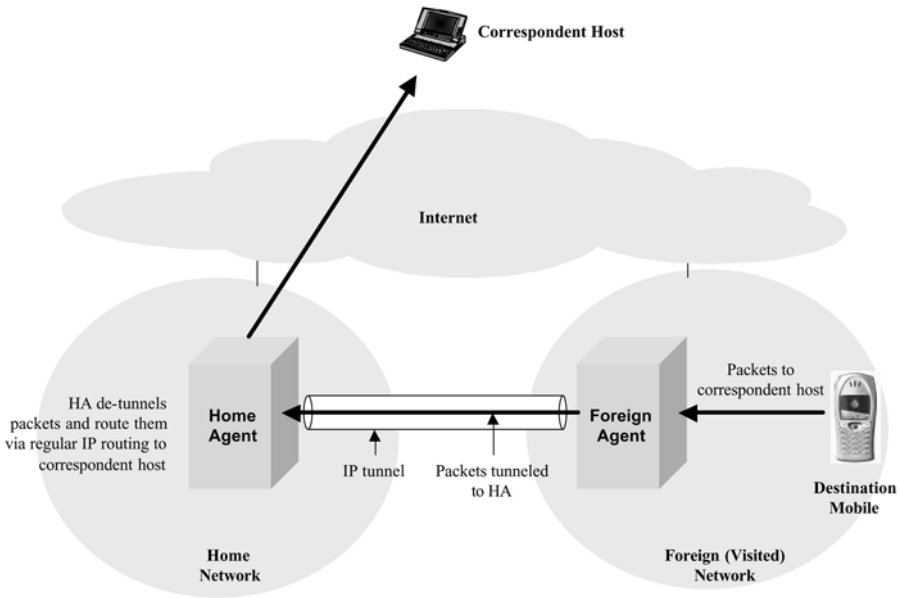 Correspondent Host
Internet
Packets to
correspondent host
HA de-tunnels
packets and route them
via regular IP routing to
correspondent host
Home
Agent
Foreign
Agent
IP tunnel
Packets tunneled
to HA
Destination
Mobile
Home
Network
Foreign (Visited)
Network